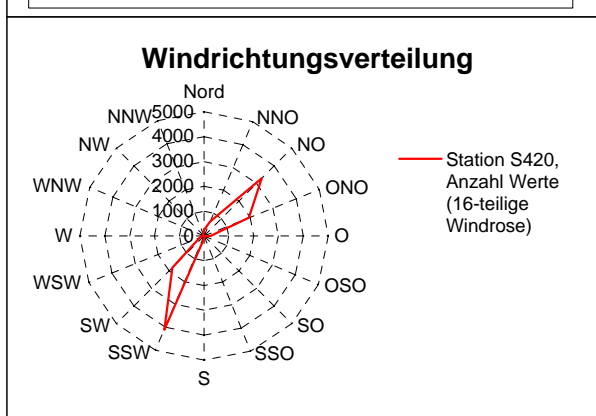 Windrichtungsverteilung
Nord
NNW
5000
NNO
NW
4000
NO
3000
WNW
2000
ONO
1000
W
0
O
WSW
OSO
SW
SO
SSW
SSO
S
Station S420,
Anzahl Werte
(16-teilige
Windrose)